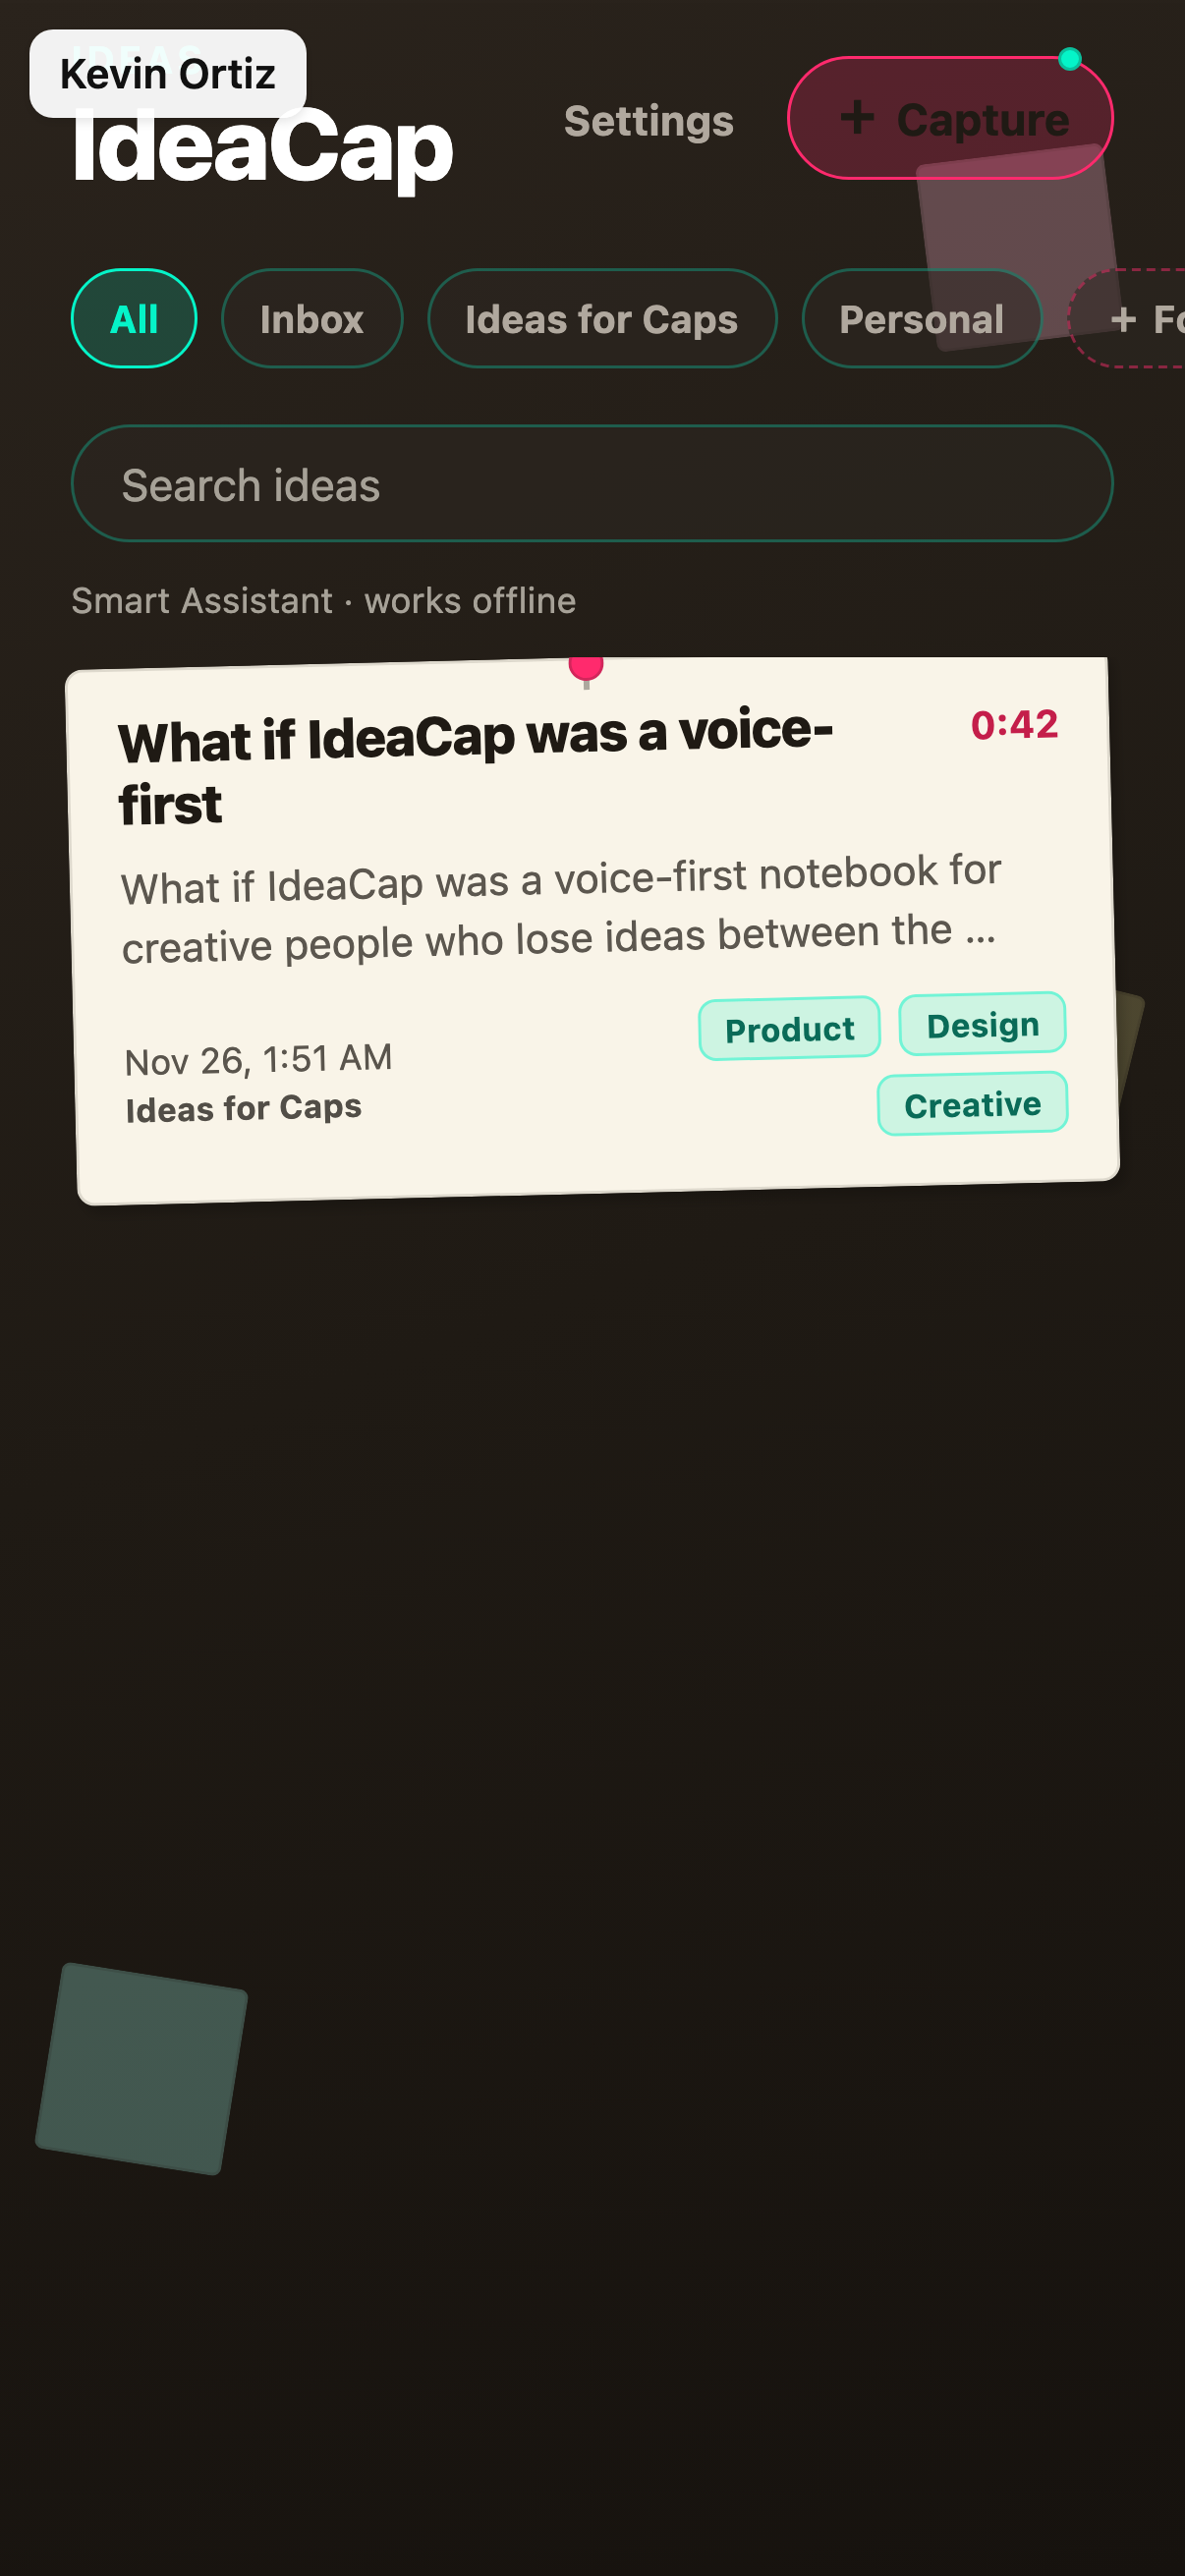 Kevin Ortiz
IDEAS
IdeaCap
Settings
+ Capture
All
Inbox
Ideas for Caps
Personal
+ Fo
Search ideas
Smart Assistant · works offline
What if IdeaCap was a voice-
first
0:42
What if IdeaCap was a voice-first notebook for
creative people who lose ideas between the ...
Product
Design
Creative
Nov 26, 1:51 AM
Ideas for Caps